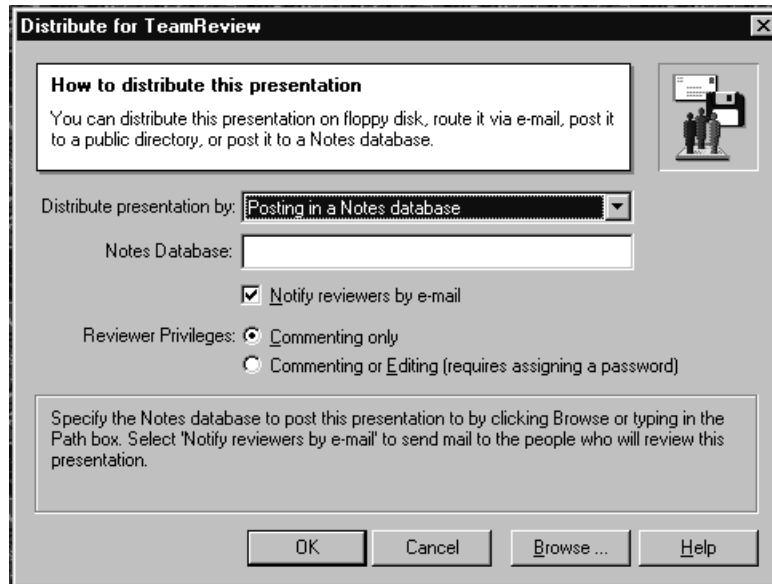 Distribute for TeamReview
How to distribute this presentation
You can distribute this presentation on floppy disk, route it via e-mail, post it
to a public directory, or post it to a Notes database.
Distribute presentation by: Posting in a Notes database
Notes Database:
Notify reviewers by e-mail
Reviewer Privileges: Commenting only
Commenting or Editing (requires assigning a password)
Specify the Notes database to post this presentation to by clicking Browse or typing in the
Path box. Select 'Notify reviewers by e-mail' to send mail to the people who will review this
presentation.
OK Cancel Browse ... Help